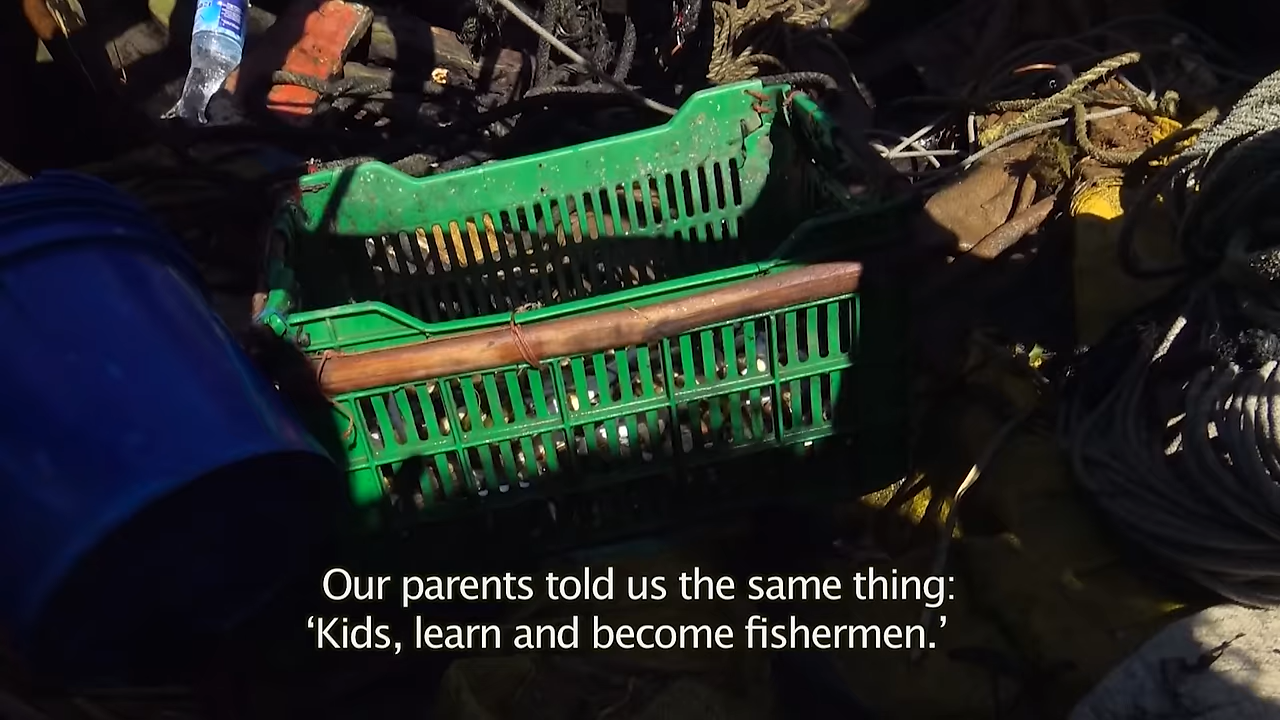 Our parents told us the same thing:
‘Kids, learn and become fishermen.’